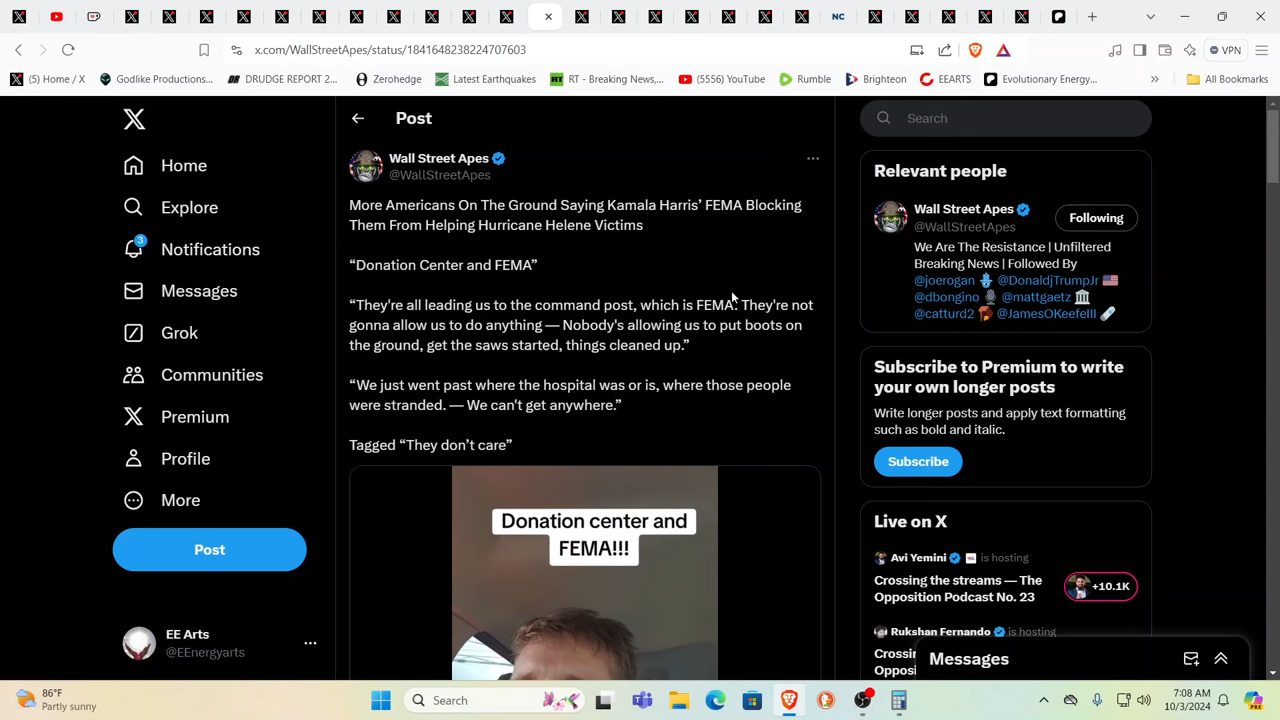 NC
x.com/WallStreetApes/status/1841648238224707603
VPN
(5) Home / X
Godlike Productions...
DRUDGE REPORT 2...
Zerohedge
Latest Earthquakes
RT - Breaking News,...
(5556) YouTube
Rumble
Brighteon
EEARTS
Evolutionary Energy...
»
All Bookmarks
Home
Explore
3
Notifications
Messages
Grok
Communities
Premium
Profile
More
Post
EE Arts
@EEnergyarts
Post
Wall Street Apes
@WallStreetApes
More Americans On The Ground Saying Kamala Harris’ FEMA Blocking
Them From Helping Hurricane Helene Victims
“Donation Center and FEMA”
“They're all leading us to the command post, which is FEMA. They're not
gonna allow us to do anything — Nobody's allowing us to put boots on
the ground, get the saws started, things cleaned up.”
“We just went past where the hospital was or is, where those people
were stranded. — We can't get anywhere.”
Tagged “They don’t care”
Donation center and
FEMA!!!
Search
Relevant people
Wall Street Apes
@WallStreetApes
Following
We Are The Resistance | Unfiltered
Breaking News | Followed By
@joerogan @DonaldjTrumpJr
@dbongino @mattgaetz
@catturd2 @JamesOKeefeIII
Subscribe to Premium to write
your own longer posts
Write longer posts and apply text formatting
such as bold and italic.
Subscribe
Live on X
Avi Yemini is hosting
Crossing the streams — The
Opposition Podcast No. 23
+10.1K
Rukshan Fernando is hosting
Crossin
Opposi
Messages
86°F
Partly sunny
Search
7:08 AM
10/3/2024
PRE